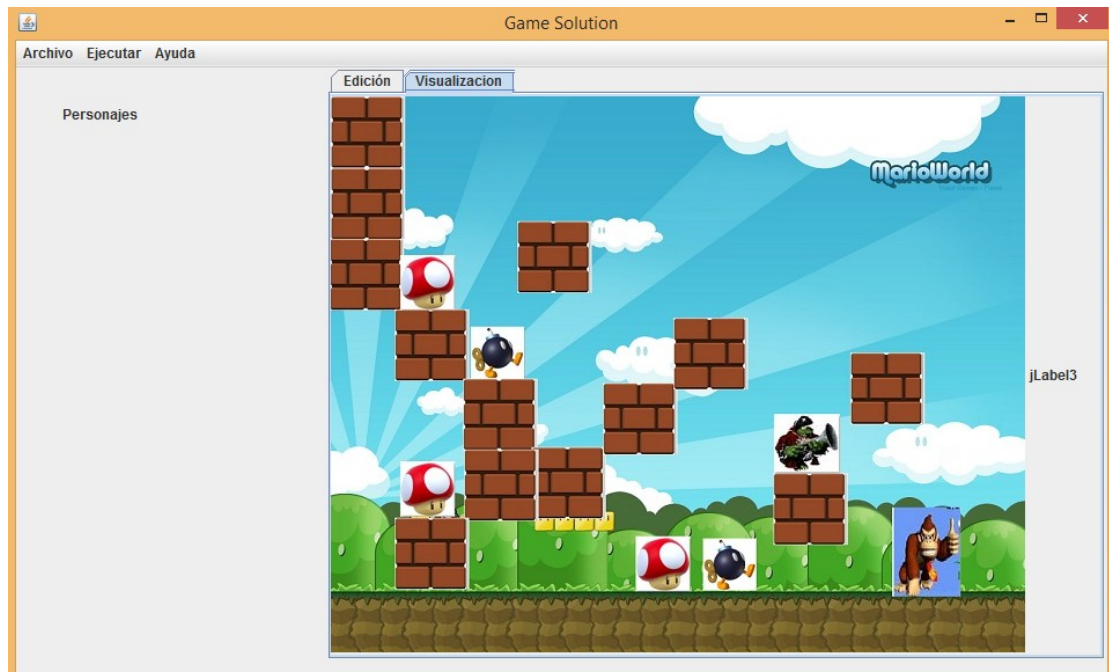 Game Solution
Archivo Ejecutar Ayuda
Edición Visualizacion
Personajes
MarioWorld
jLabel3